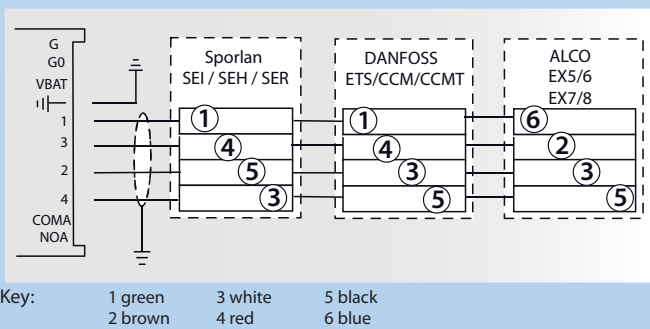 G
G0
VBAT
1
3
2
4
COMA
NOA
Sporlan
SEI / SEH / SER
1
4
5
3
DANFOSS
ETS/CCM/CCMT
1
4
3
5
ALCO
EX5/6
EX7/8
6
2
3
5
Key: 1 green 3 white 5 black
2 brown 4 red 6 blue